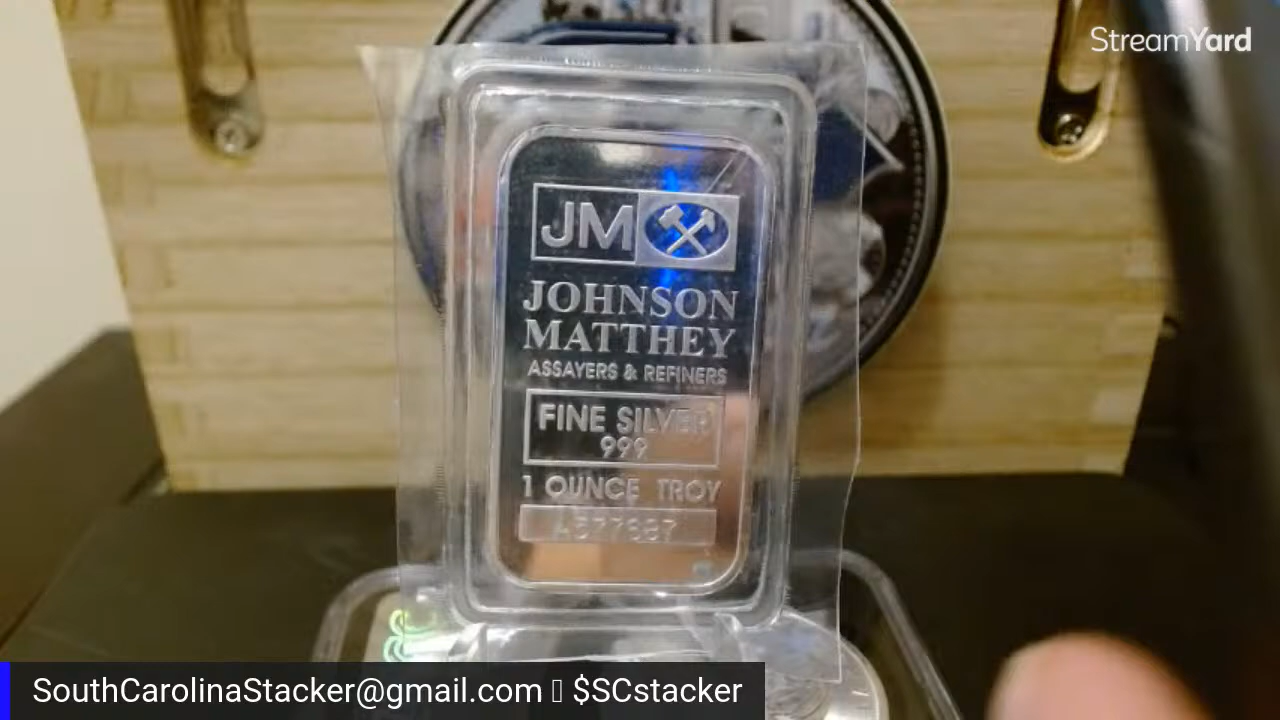 StreamYard
JM
JOHNSON
MATTHEY
ASSAYERS & REFINERS
FINE SILVER
999
1 OUNCE TROY
SouthCarolinaStacker@gmail.com ▯ $SCstacker